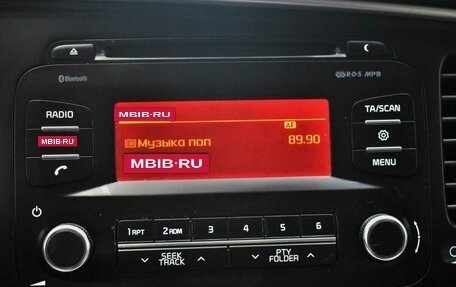 Bluetooth
R·D·S MP3
RADIO
MBIB·RU
TA/SCAN
MBIB·RU
AF
Музыка поп 89.90
MBIB·RU
MENU
1 RPT 2 RDM 3 4 5 6
SEEK TRACK
PTY FOLDER